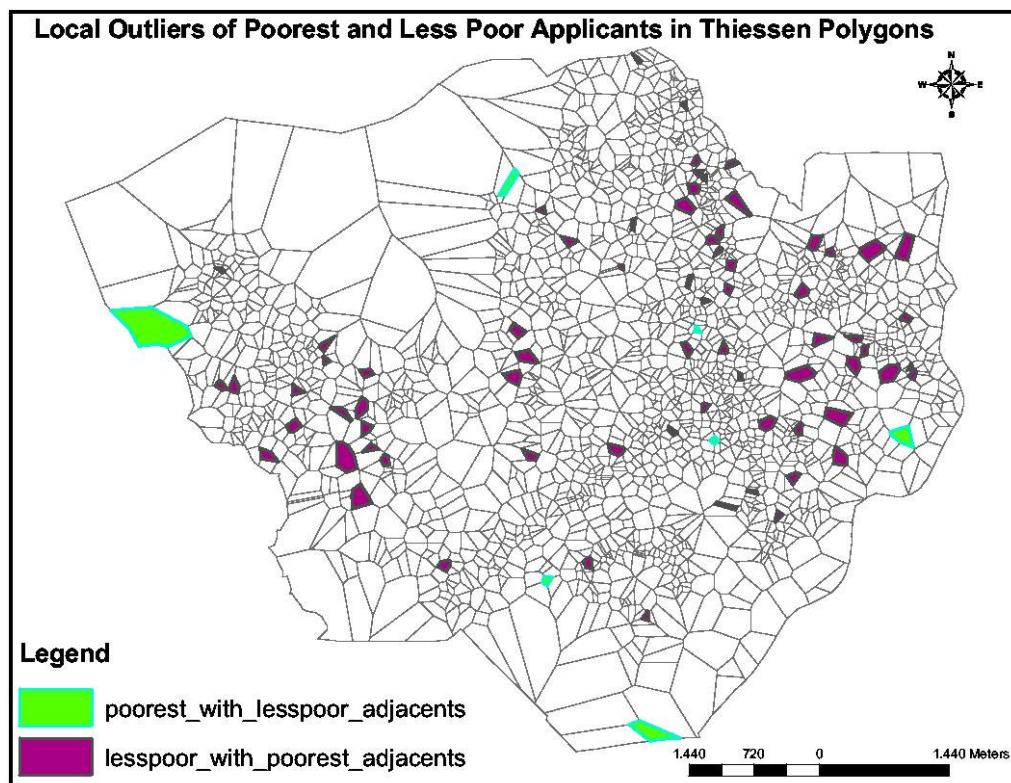 Local Outliers of Poorest and Less Poor Applicants in Thiessen Polygons
N
W E
S
Legend
poorest_with_lesspoor_adjacents
lesspoor_with_poorest_adjacents
1.440 720 0 1.440 Meters